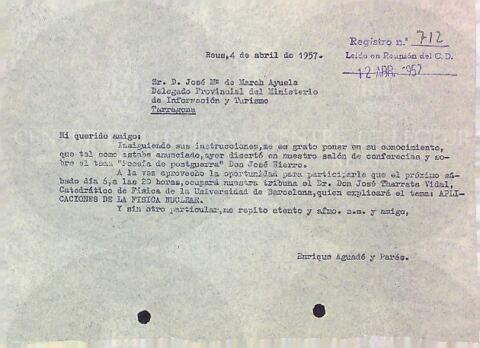 Registro n.º 712
Reus, 4 de abril de 1957.
Leído en Reunión del C. D.
12 ABR. 1957
Sr. D. José Mª de March Ayuela
Delegado Provincial del Ministerio
de Información y Turismo
Tarragona
Mi querido amigo:
Insiguiendo sus instrucciones, me es grato poner en su conocimiento,
que tal como estaba anunciado, ayer disertó en nuestro salón de conferecias y so-
bre el tema "Poesía de postguerra" Don José Hierro.
A la vez aprovecho la oportunidad para participarle que el próximo sá-
bado día 6, a las 20 horas, ocupará nuestra tribuna el Dr. Don José Tharrats Vidal,
Catedrático de Física de la Universidad de Barcelona, quien explicará el tema: APLI-
CACIONES DE LA FISICA NUCLEAR.
Y sin otro particular, me repito atento y afmo. s.s. y amigo,
Enrique Aguadé y Parés.